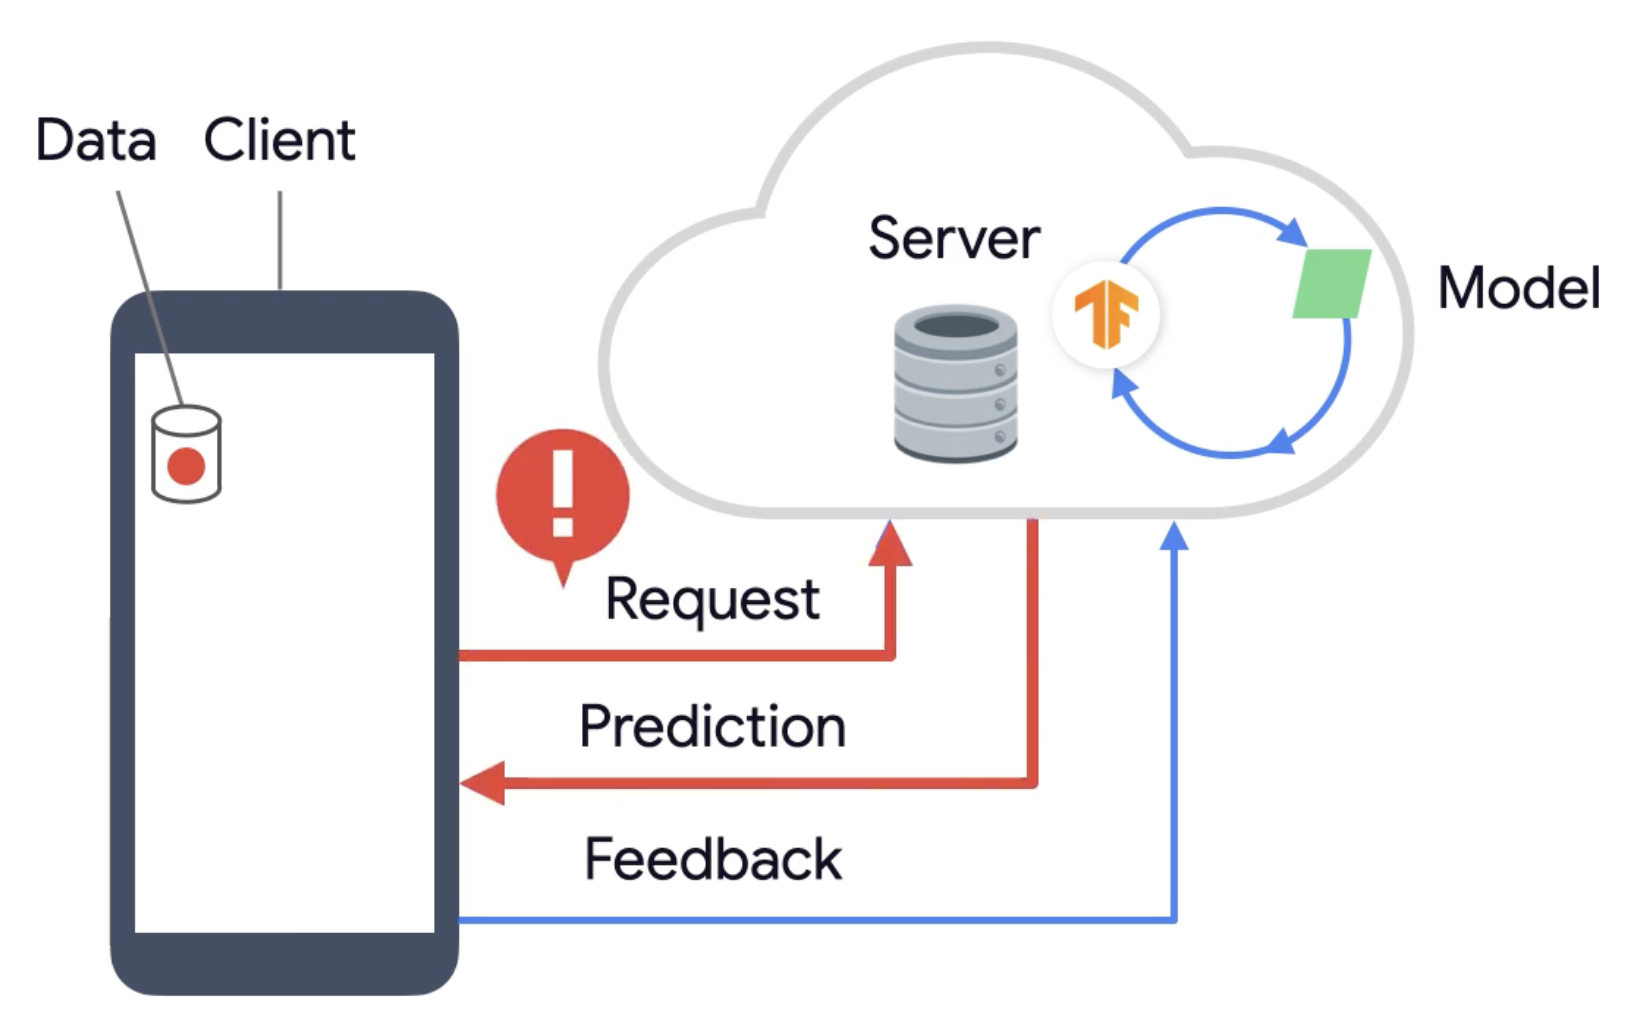 Data
Client
Server
Model
Request
Prediction
Feedback